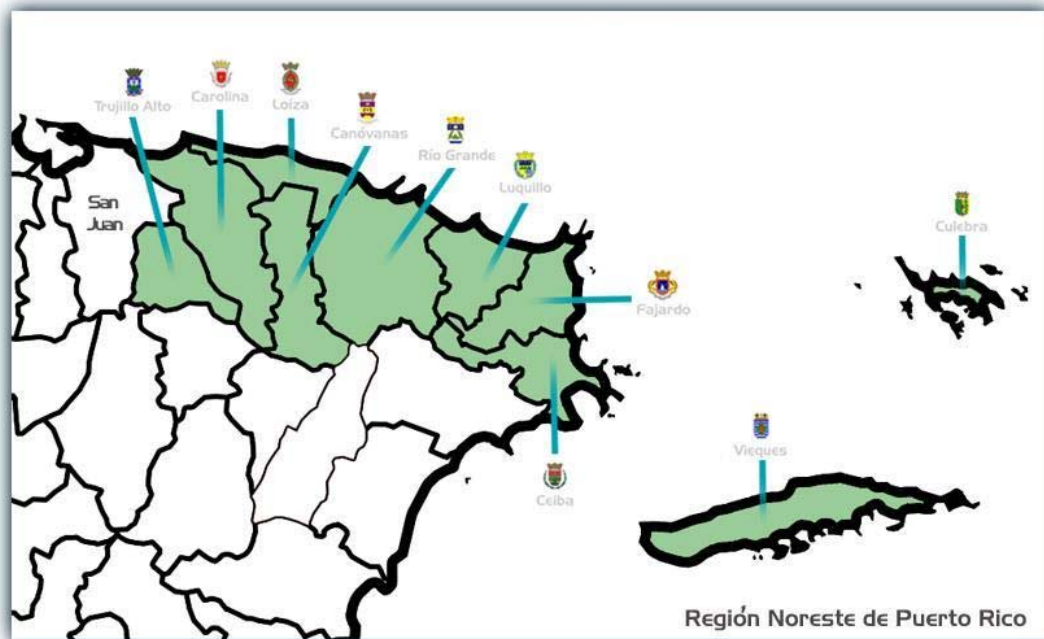 Trujillo Alto
Carolina
Loíza
Canóvanas
Río Grande
Luquillo
San
Juan
Culebra
Fajardo
Vieques
Ceiba
Región Noreste de Puerto Rico